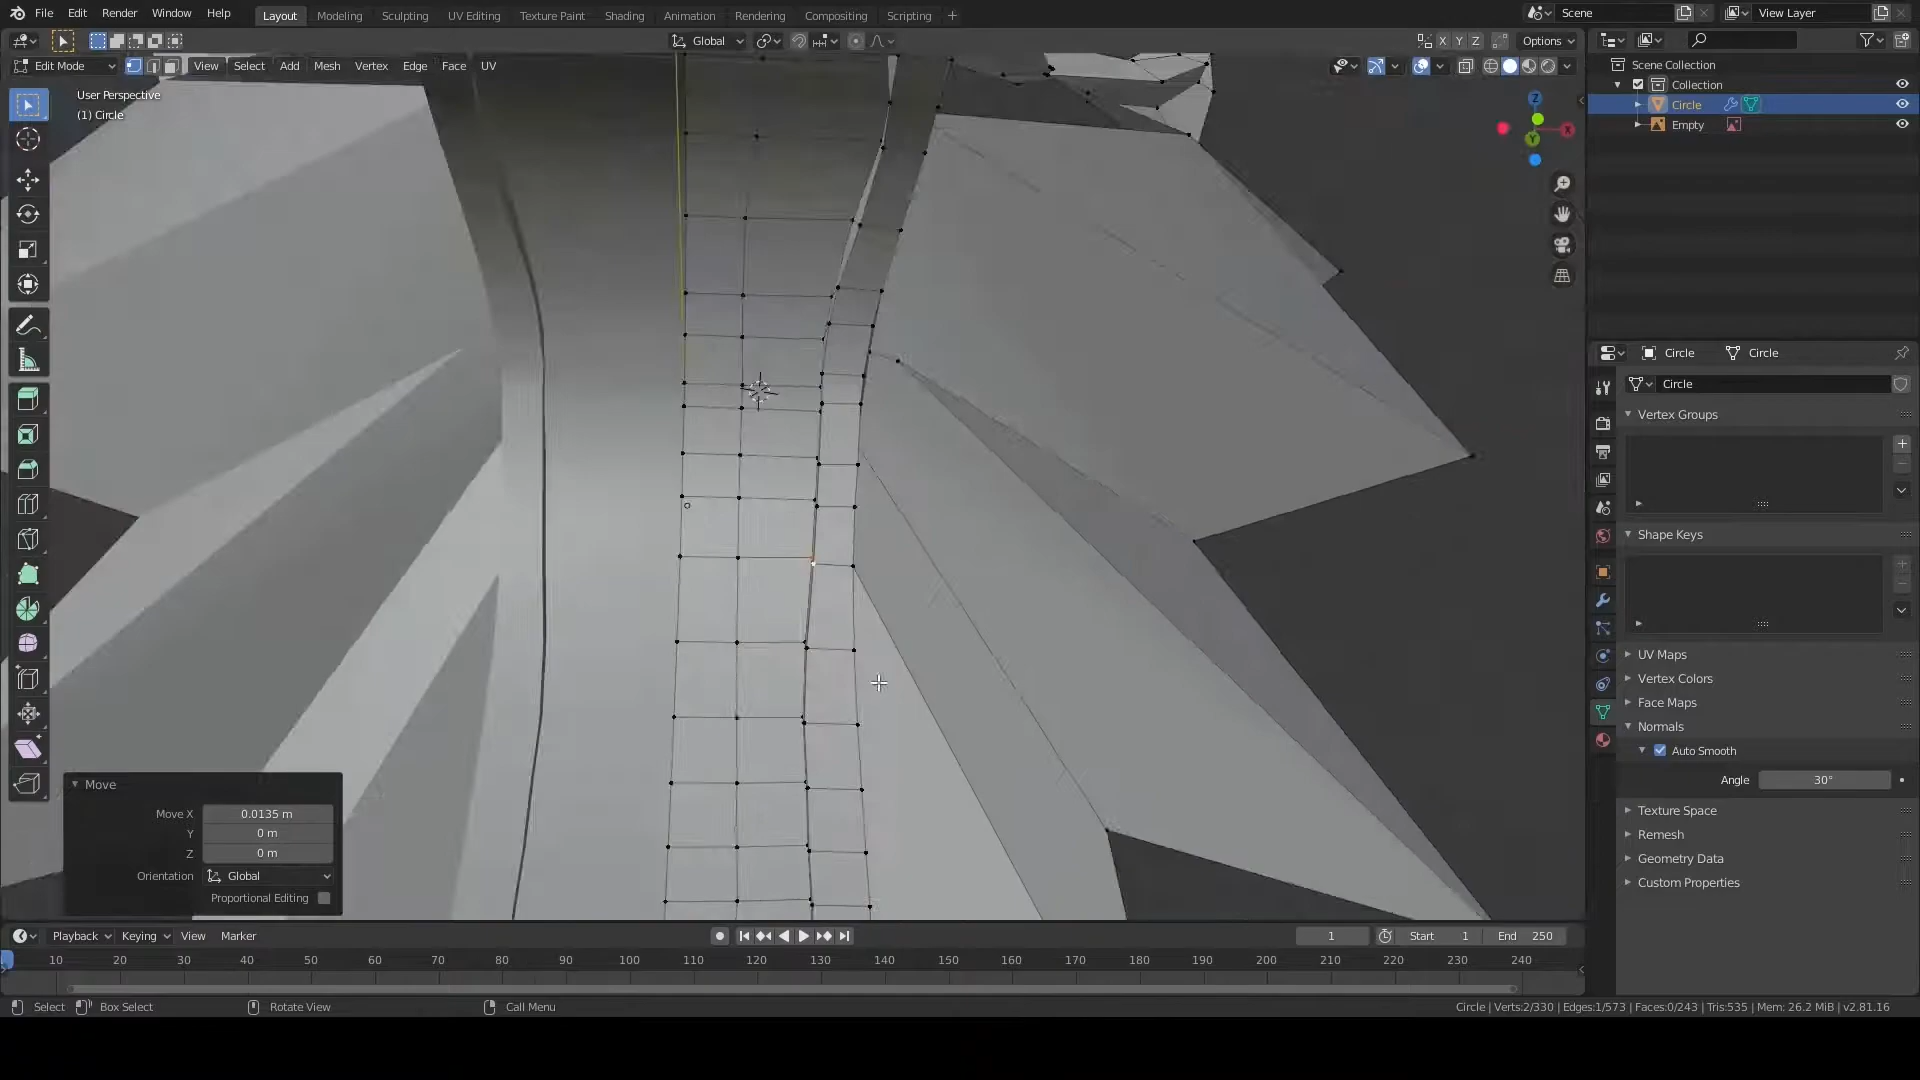 File Edit Render Window Help Layout Modeling Sculpting UV Editing Texture Paint Shading Animation Rendering Compositing Scripting + Scene View Layer
Global X Y Z Options
Edit Mode View Select Add Mesh Vertex Edge Face UV
User Perspective
(1) Circle
Z
X
Y
Scene Collection
Collection
Circle
Empty
Circle Circle
Circle
Vertex Groups
Shape Keys
UV Maps
Vertex Colors
Face Maps
Normals
Auto Smooth
Angle 30°
Texture Space
Remesh
Geometry Data
Custom Properties
Move
Move X 0.0135 m
Y 0 m
Z 0 m
Orientation Global
Proportional Editing
Playback Keying View Marker 1 Start 1 End 250
10 20 30 40 50 60 70 80 90 100 110 120 130 140 150 160 170 180 190 200 210 220 230 240
Select Box Select Rotate View Call Menu Circle | Verts:2/330 | Edges:1/573 | Faces:0/243 | Tris:535 | Mem: 26.2 MiB | v2.81.16